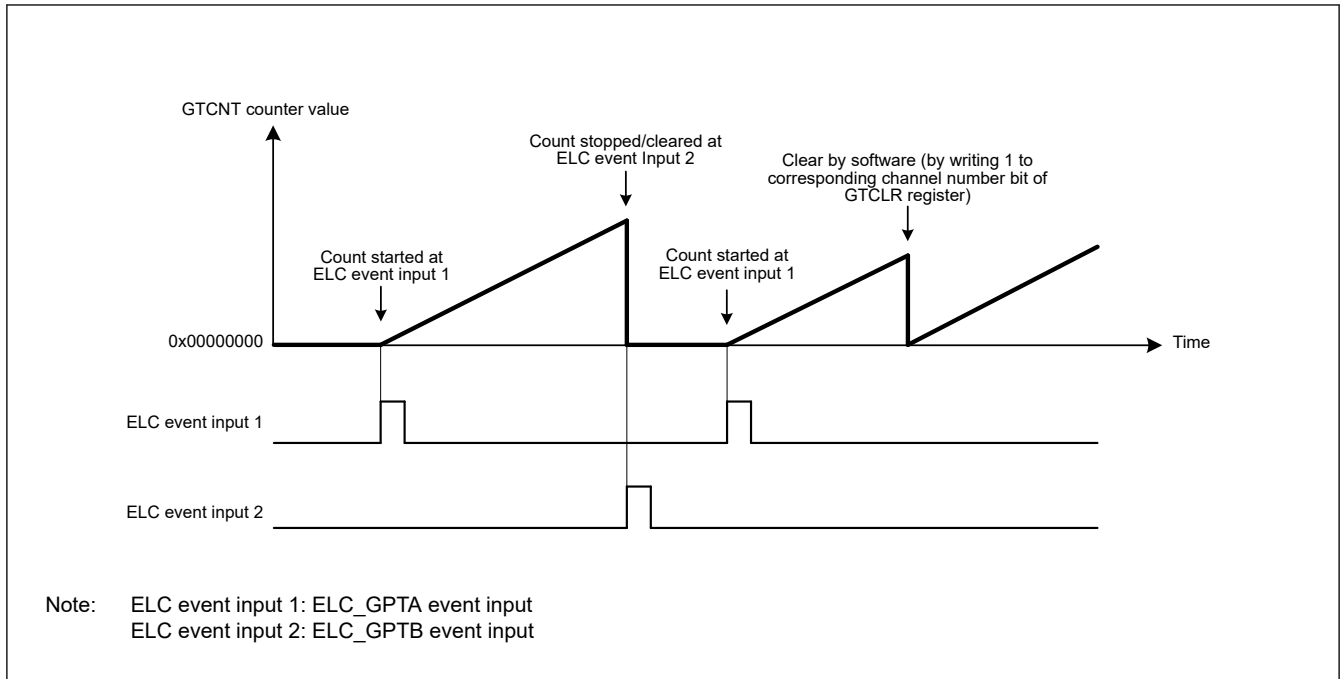 GTCNT counter value
Count stopped/cleared at
ELC event Input 2
Clear by software (by writing 1 to
corresponding channel number bit of
GTCLR register)
Count started at
ELC event input 1
Count started at
ELC event input 1
0x00000000
Time
ELC event input 1
ELC event input 2
Note: ELC event input 1: ELC_GPTA event input
ELC event input 2: ELC_GPTB event input